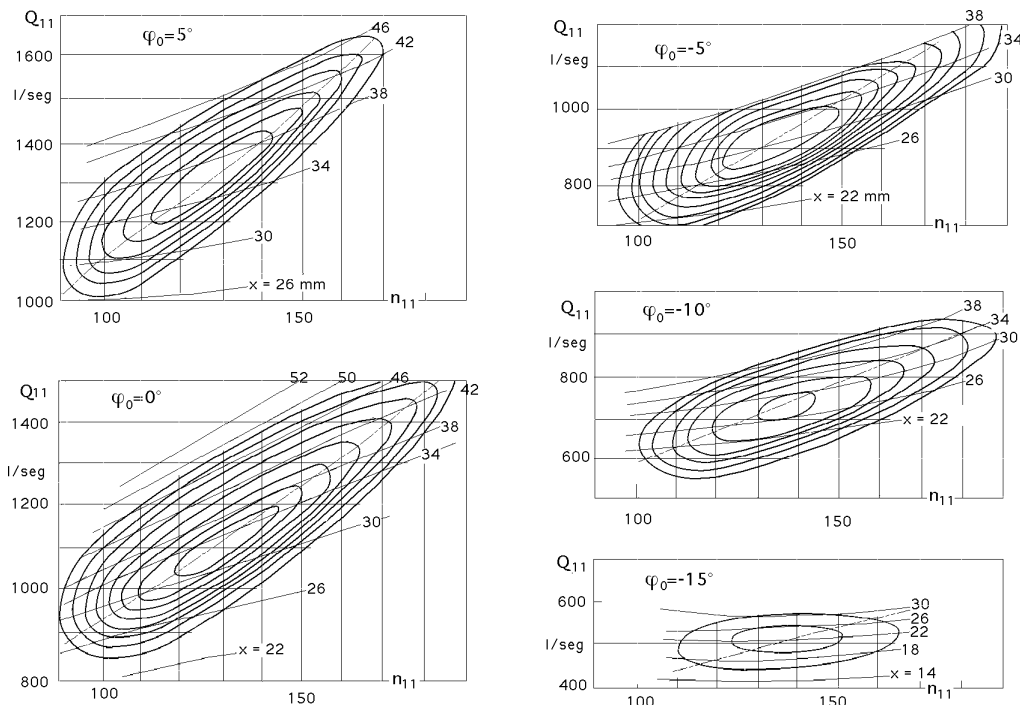 Q11
1600
l/seg
1400
1200
1000
φ0=5°
46
42
38
34
30
x = 26 mm
n11
100
150
Q11
l/seg
1000
800
φ0=-5°
38
34
30
26
x = 22 mm
n11
100
150
Q11
1400
l/seg
1200
1000
800
φ0=0°
52
50
46
42
38
34
30
26
x = 22
n11
100
150
Q11
l/seg
800
600
φ0=-10°
38
34
30
26
x = 22
n11
100
150
Q11
600
l/seg
400
φ0=-15°
30
26
22
18
x = 14
n11
100
150